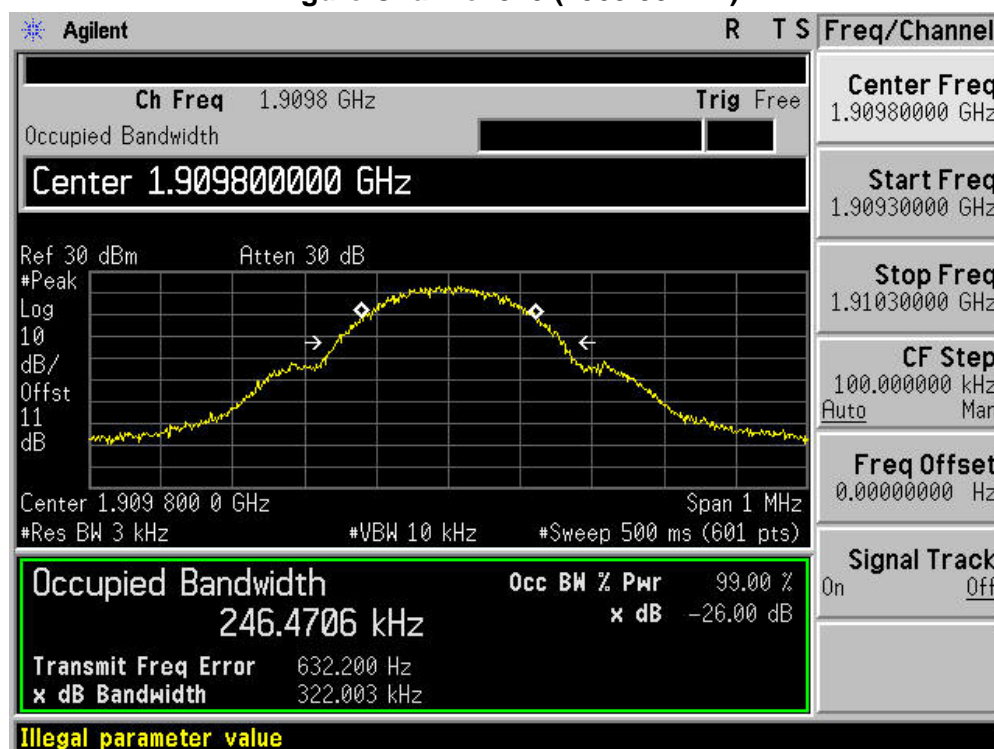 Agilent R T S Freq/Channel
Ch Freq 1.9098 GHz Trig Free
Occupied Bandwidth
Center 1.909800000 GHz
Ref 30 dBm Atten 30 dB
#Peak
Log
10
dB/
Offst
11
dB
Center 1.909 800 0 GHz Span 1 MHz
#Res BW 3 kHz #VBW 10 kHz #Sweep 500 ms (601 pts)
Occupied Bandwidth Occ BW % Pwr 99.00 %
246.4706 kHz x dB -26.00 dB
Transmit Freq Error 632.200 Hz
x dB Bandwidth 322.003 kHz
Illegal parameter value
Center Freq
1.90980000 GHz
Start Freq
1.90930000 GHz
Stop Freq
1.91030000 GHz
CF Step
100.000000 kHz
Auto Man
Freq Offset
0.00000000 Hz
Signal Track
On Off